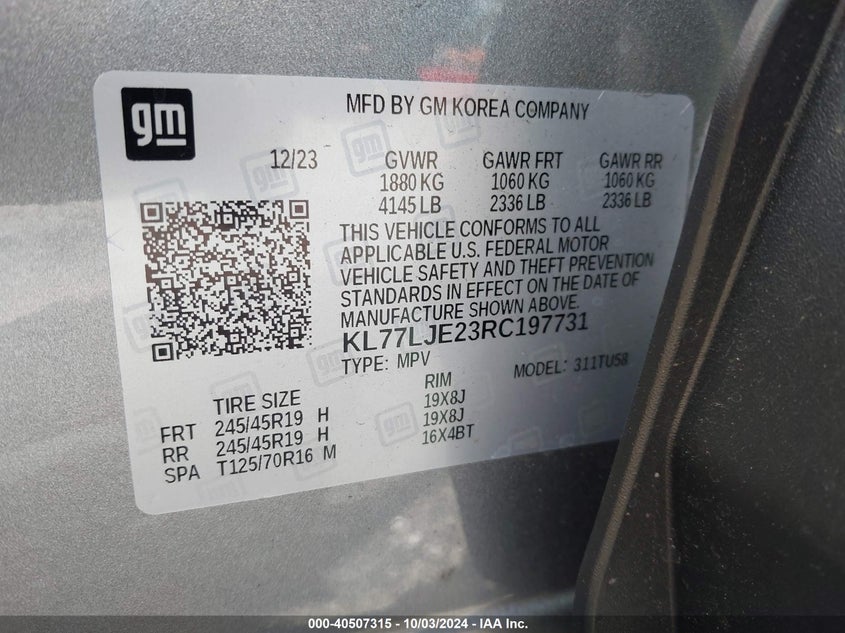 gm
MFD BY GM KOREA COMPANY
12/23 GVWR GAWR FRT GAWR RR
1880 KG 1060 KG 1060 KG
4145 LB 2336 LB 2336 LB
THIS VEHICLE CONFORMS TO ALL
APPLICABLE U.S. FEDERAL MOTOR
VEHICLE SAFETY AND THEFT PREVENTION
STANDARDS IN EFFECT ON THE DATE OF
MANUFACTURE SHOWN ABOVE.
KL77LJE23RC197731
TYPE: MPV MODEL: 311TU58
TIRE SIZE RIM
FRT 245/45R19 H 19X8J
RR 245/45R19 H 19X8J
SPA T125/70R16 M 16X4BT
000-40507315 - 10/03/2024 - IAA Inc.